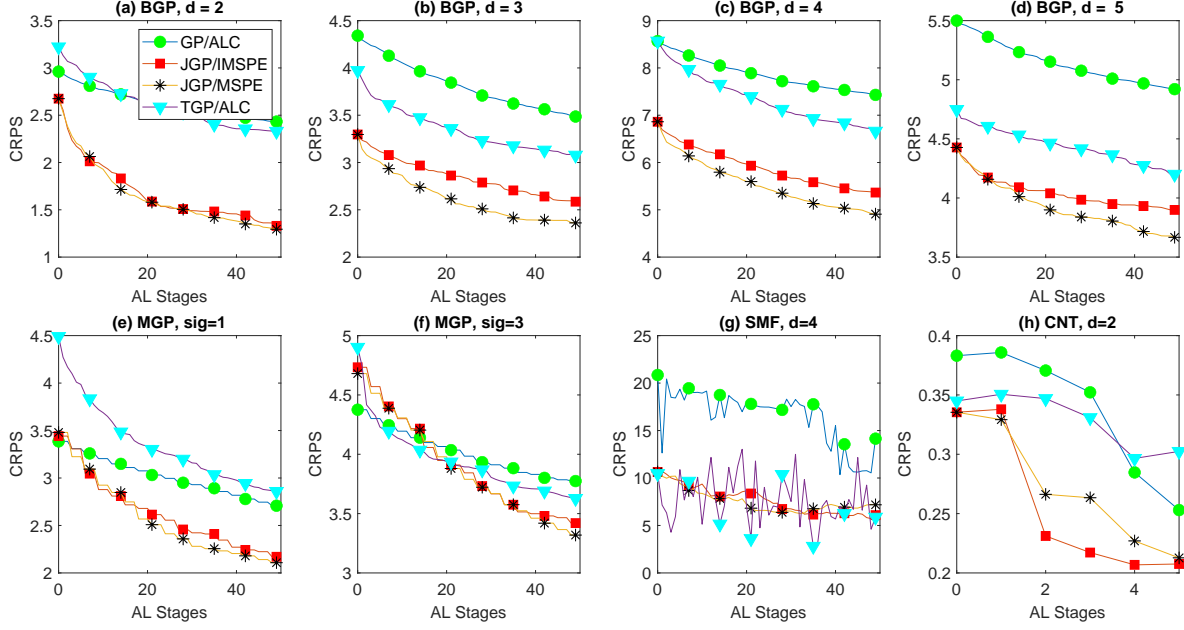 (a) BGP, d = 2
(b) BGP, d = 3
(c) BGP, d = 4
(d) BGP, d = 5
GP/ALC
JGP/IMSPE
JGP/MSPE
TGP/ALC
CRPS
3.5
3
2.5
2
1.5
1
0
20
40
AL Stages
CRPS
4.5
4
3.5
3
2.5
2
0
20
40
AL Stages
CRPS
9
8
7
6
5
4
0
20
40
AL Stages
CRPS
5.5
5
4.5
4
3.5
0
20
40
AL Stages
(e) MGP, sig=1
(f) MGP, sig=3
(g) SMF, d=4
(h) CNT, d=2
CRPS
4.5
4
3.5
3
2.5
2
0
20
40
AL Stages
CRPS
5
4.5
4
3.5
3
0
20
40
AL Stages
CRPS
25
20
15
10
5
0
0
20
40
AL Stages
CRPS
0.4
0.35
0.3
0.25
0.2
0
2
4
AL Stages